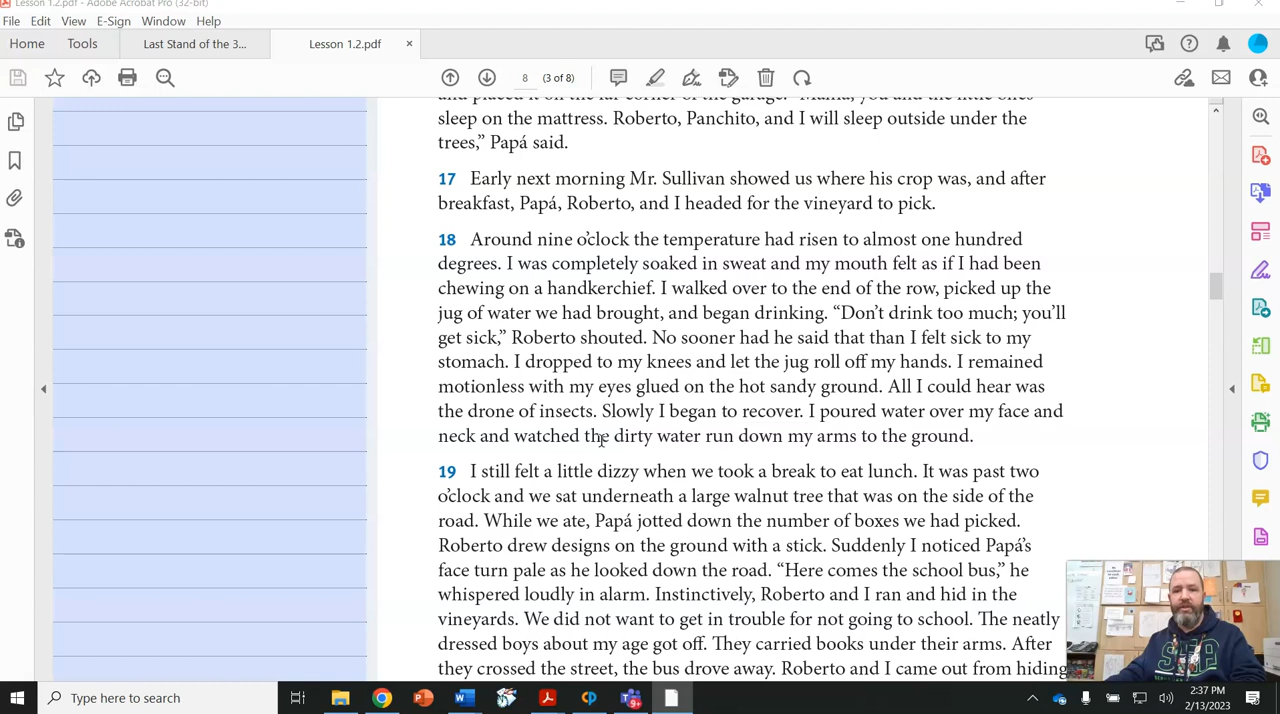 Lesson 1.2.pdf - Adobe Acrobat Pro (32-bit)
File Edit View E-Sign Window Help
Home Tools Last Stand of the 3... Lesson 1.2.pdf ×
8 (3 of 8)
and placed it on the far corner of the garage. “Mamá, you and the little ones
sleep on the mattress. Roberto, Panchito, and I will sleep outside under the
trees,” Papá said.
17 Early next morning Mr. Sullivan showed us where his crop was, and after
breakfast, Papá, Roberto, and I headed for the vineyard to pick.
18 Around nine o’clock the temperature had risen to almost one hundred
degrees. I was completely soaked in sweat and my mouth felt as if I had been
chewing on a handkerchief. I walked over to the end of the row, picked up the
jug of water we had brought, and began drinking. “Don’t drink too much; you’ll
get sick,” Roberto shouted. No sooner had he said that than I felt sick to my
stomach. I dropped to my knees and let the jug roll off my hands. I remained
motionless with my eyes glued on the hot sandy ground. All I could hear was
the drone of insects. Slowly I began to recover. I poured water over my face and
neck and watched the dirty water run down my arms to the ground.
19 I still felt a little dizzy when we took a break to eat lunch. It was past two
o’clock and we sat underneath a large walnut tree that was on the side of the
road. While we ate, Papá jotted down the number of boxes we had picked.
Roberto drew designs on the ground with a stick. Suddenly I noticed Papá’s
face turn pale as he looked down the road. “Here comes the school bus,” he
whispered loudly in alarm. Instinctively, Roberto and I ran and hid in the
vineyards. We did not want to get in trouble for not going to school. The neatly
dressed boys about my age got off. They carried books under their arms. After
they crossed the street, the bus drove away. Roberto and I came out from hiding
Type here to search
2:37 PM
2/13/2023